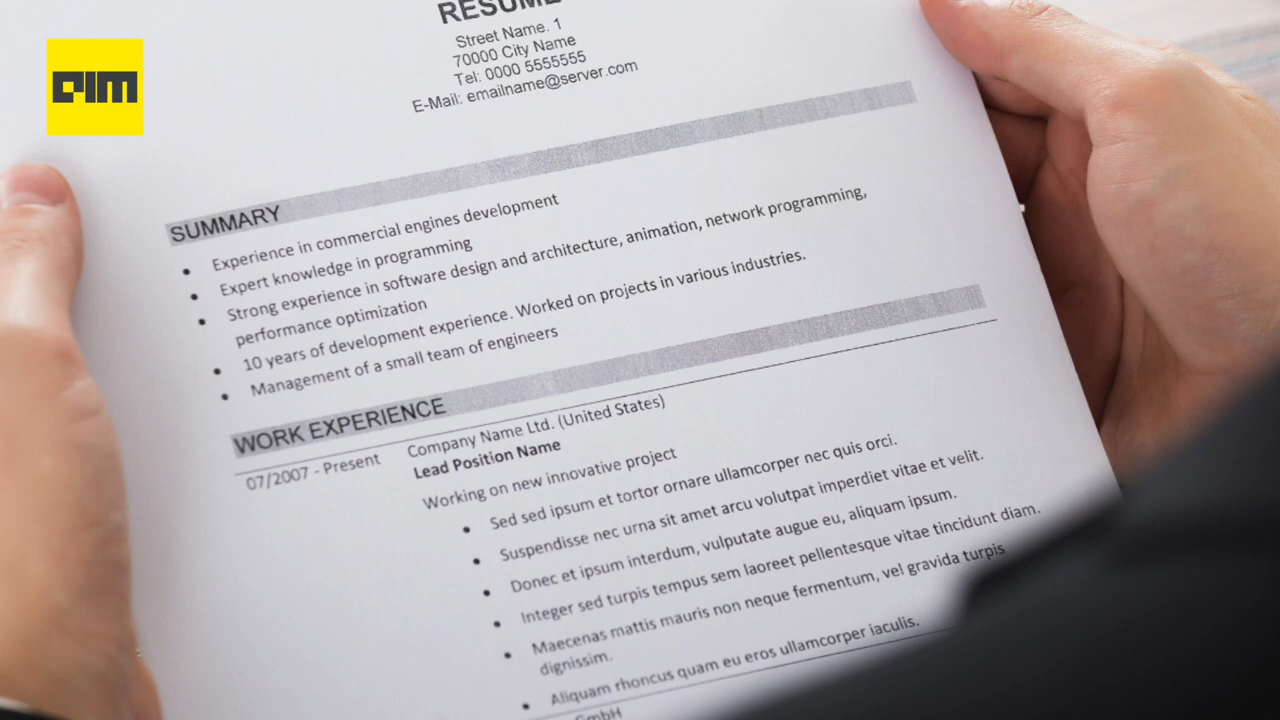 AIM
RESUME
Street Name. 1
70000 City Name
Tel: 0000 5555555
E-Mail: emailname@server.com
SUMMARY
• Experience in commercial engines development
• Expert knowledge in programming
• Strong experience in software design and architecture, animation, network programming,
performance optimization
• 10 years of development experience. Worked on projects in various industries.
• Management of a small team of engineers
WORK EXPERIENCE
07/2007 - Present
Company Name Ltd. (United States)
Lead Position Name
Working on new innovative project
• Sed sed ipsum et tortor ornare ullamcorper nec quis orci.
• Suspendisse nec urna sit amet arcu volutpat imperdiet vitae et velit.
• Donec et ipsum interdum, vulputate augue eu, aliquam ipsum.
• Integer sed turpis tempus sem laoreet pellentesque vitae tincidunt diam.
• Maecenas mattis mauris non neque fermentum, vel gravida turpis
dignissim.
• Aliquam rhoncus quam eu eros ullamcorper iaculis.
GmbH